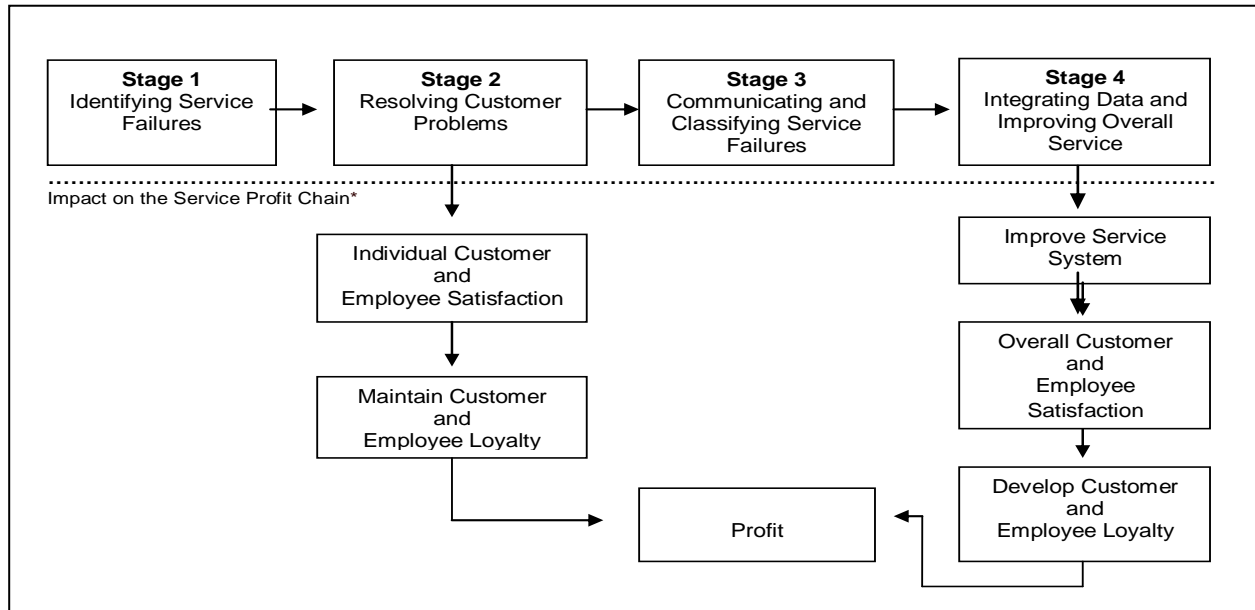 Stage 1
Identifying Service
Failures
Stage 2
Resolving Customer
Problems
Stage 3
Communicating and
Classifying Service
Failures
Stage 4
Integrating Data and
Improving Overall
Service
Impact on the Service Profit Chain*
Individual Customer
and
Employee Satisfaction
Maintain Customer
and
Employee Loyalty
Improve Service
System
Overall Customer
and
Employee
Satisfaction
Develop Customer
and
Employee Loyalty
Profit